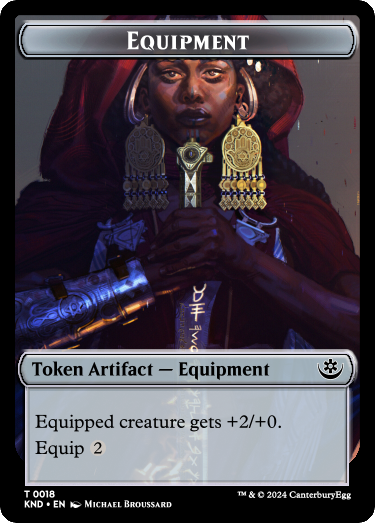 Equipment
Token Artifact — Equipment
Equipped creature gets +2/+0.
Equip 2
T 0018
KND • EN Michael Broussard
™ & © 2024 CanterburyEgg